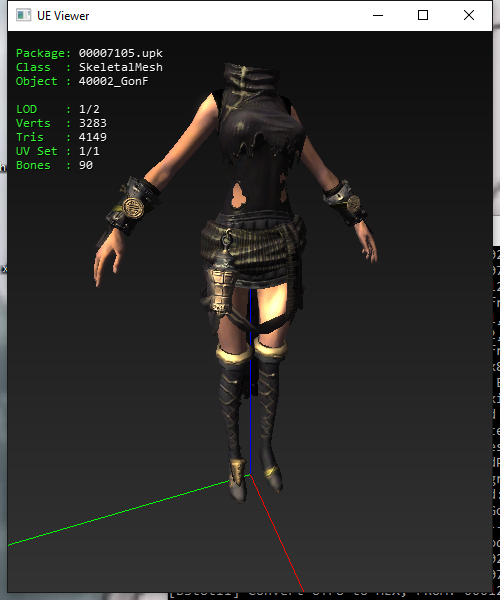 UE Viewer
Package: 00007105.upk
Class  : SkeletalMesh
Object : 40002_GonF
LOD    : 1/2
Verts  : 3283
Tris   : 4149
UV Set : 1/1
Bones  : 90